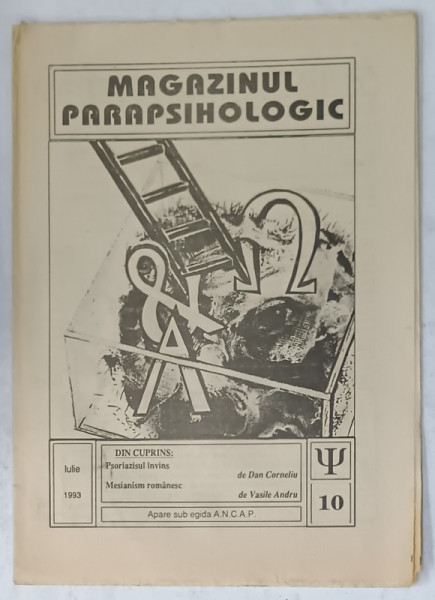 MAGAZINUL
PARAPSIHOLOGIC
Ω
α
A
Iulie
1993
DIN CUPRINS:
Psoriazisul învins
de Dan Corneliu
Mesianism românesc
de Vasile Andru
Apare sub egida A.N.C.A.P.
Ψ
10